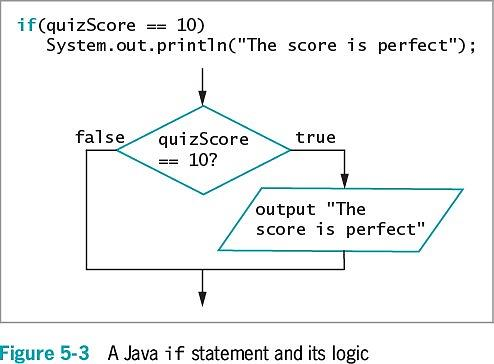 if(quizScore == 10)
System.out.println("The score is perfect");
false
quizScore
== 10?
true
output "The
score is perfect"
Figure 5-3 A Java if statement and its logic